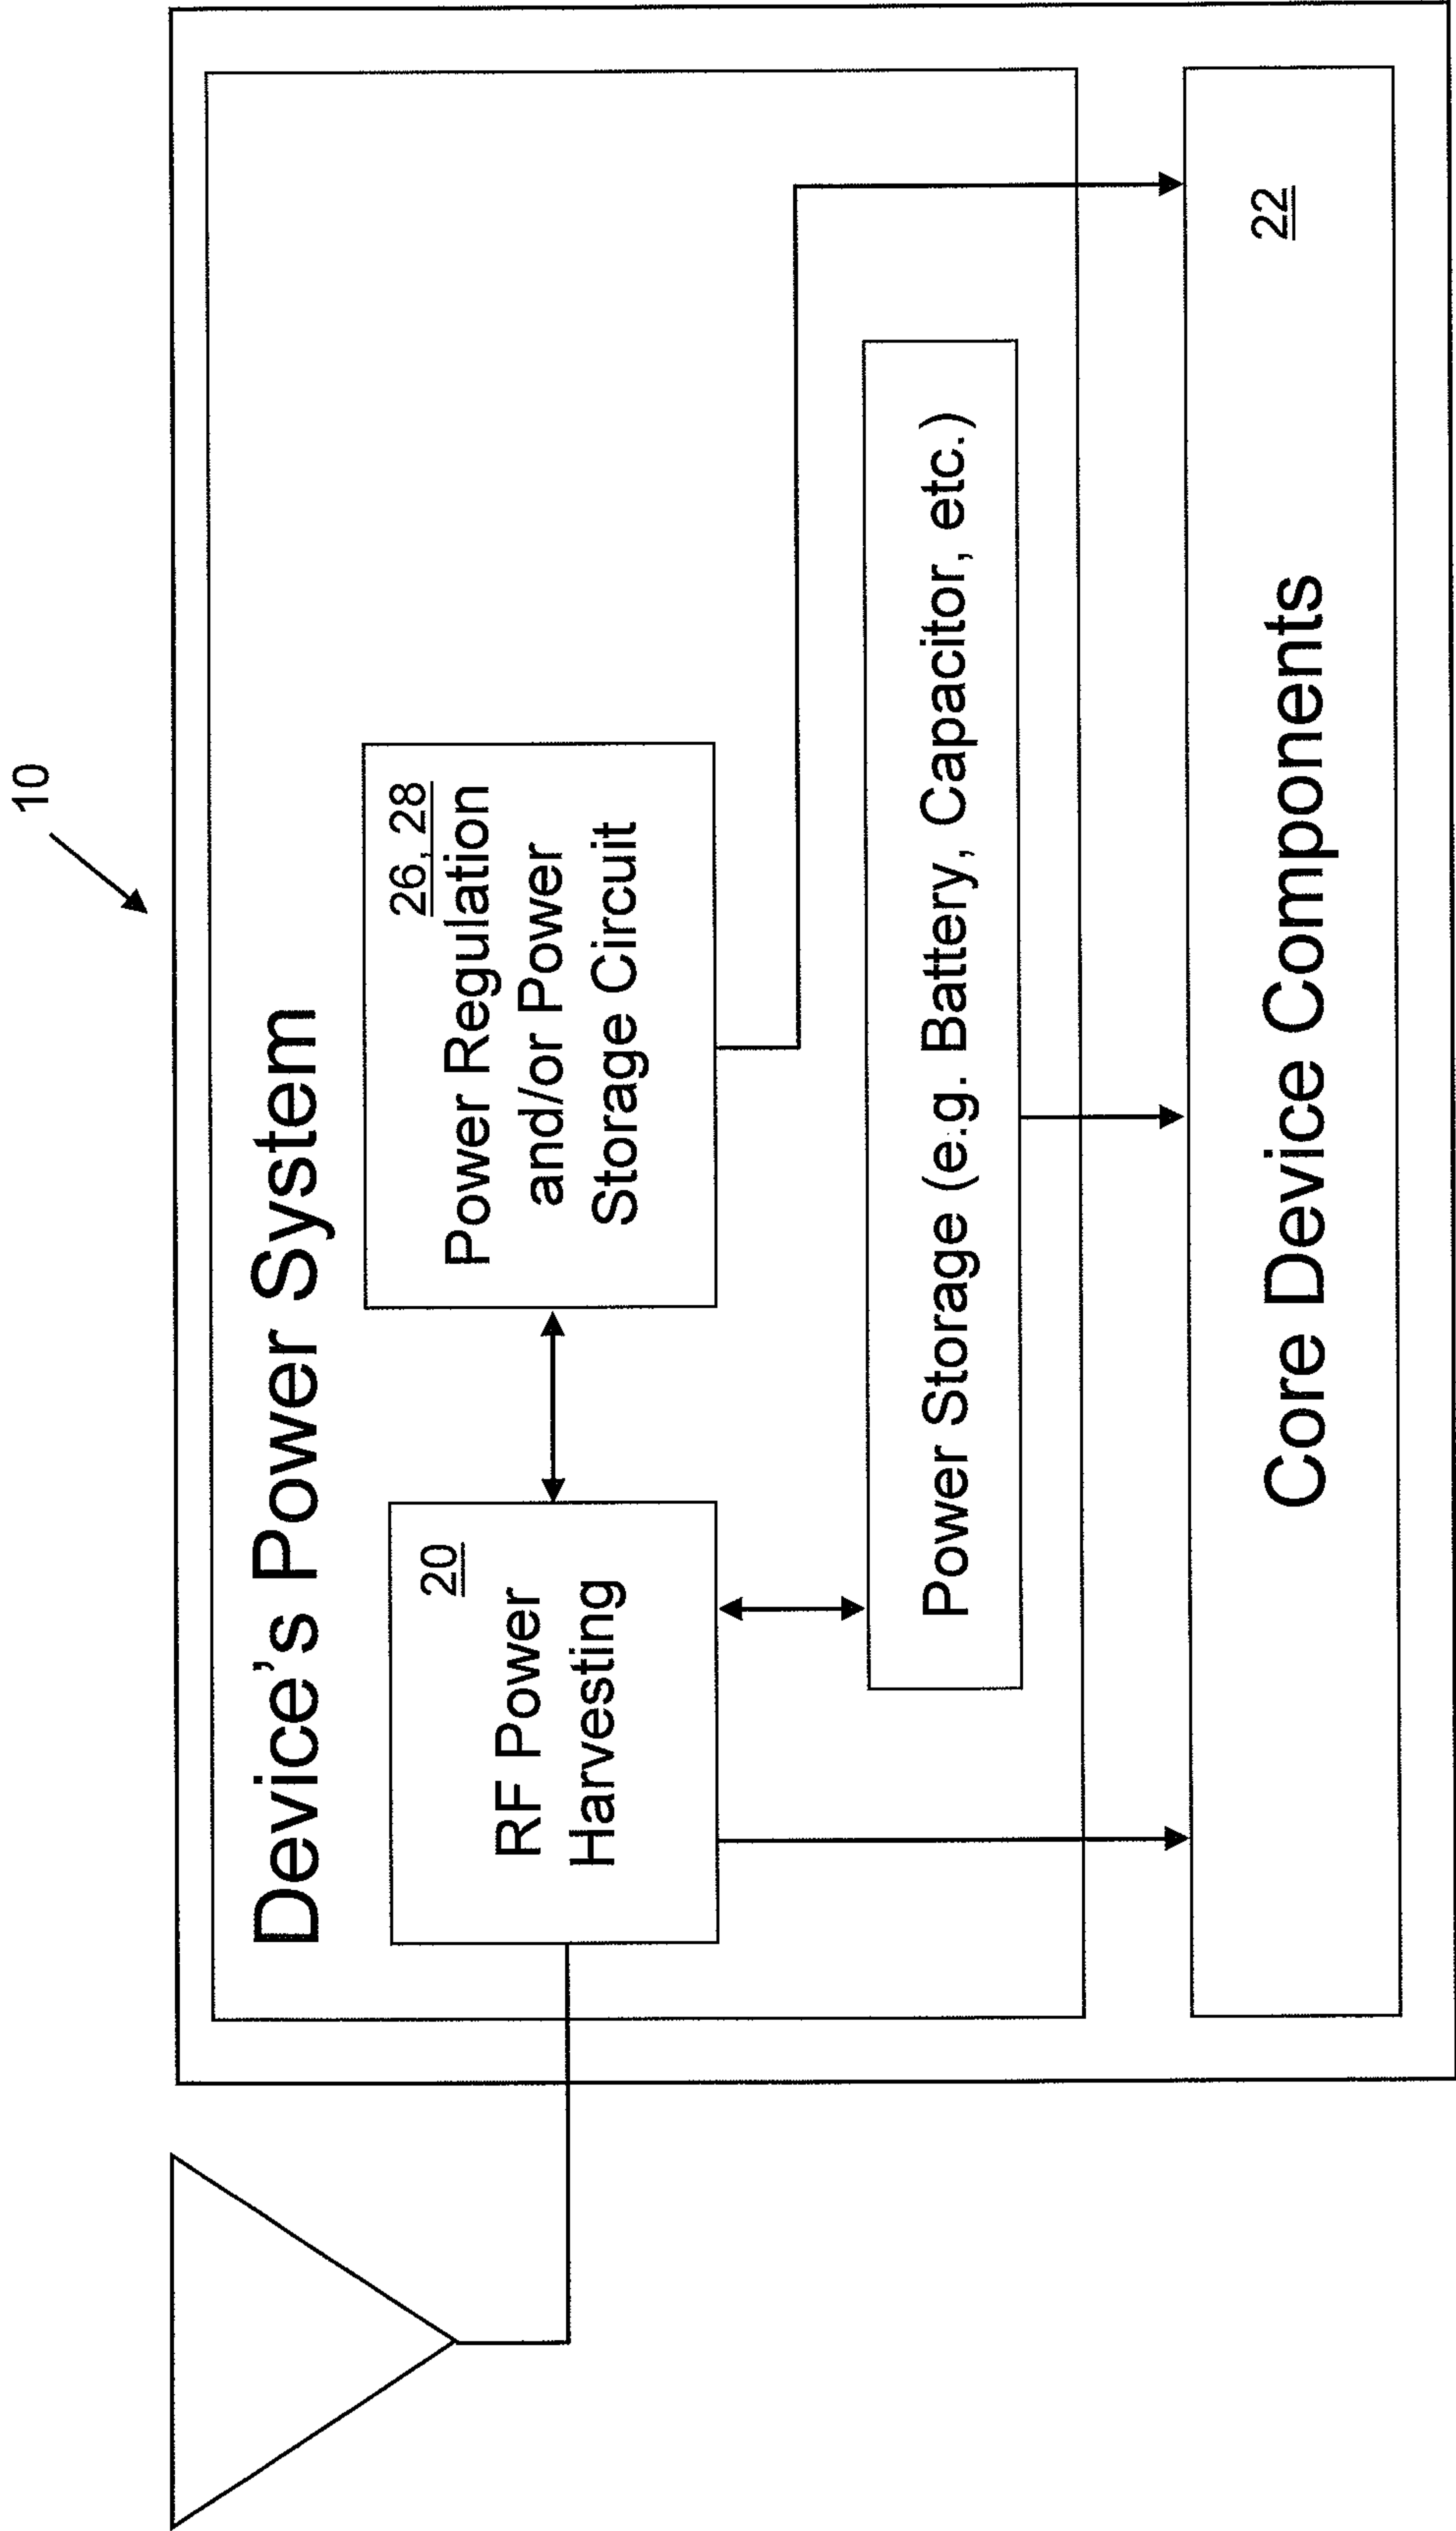 10
Device's Power System
20
RF Power
Harvesting
26, 28
Power Regulation
and/or Power
Storage Circuit
Power Storage (e.g. Battery, Capacitor, etc.)
22
Core Device Components